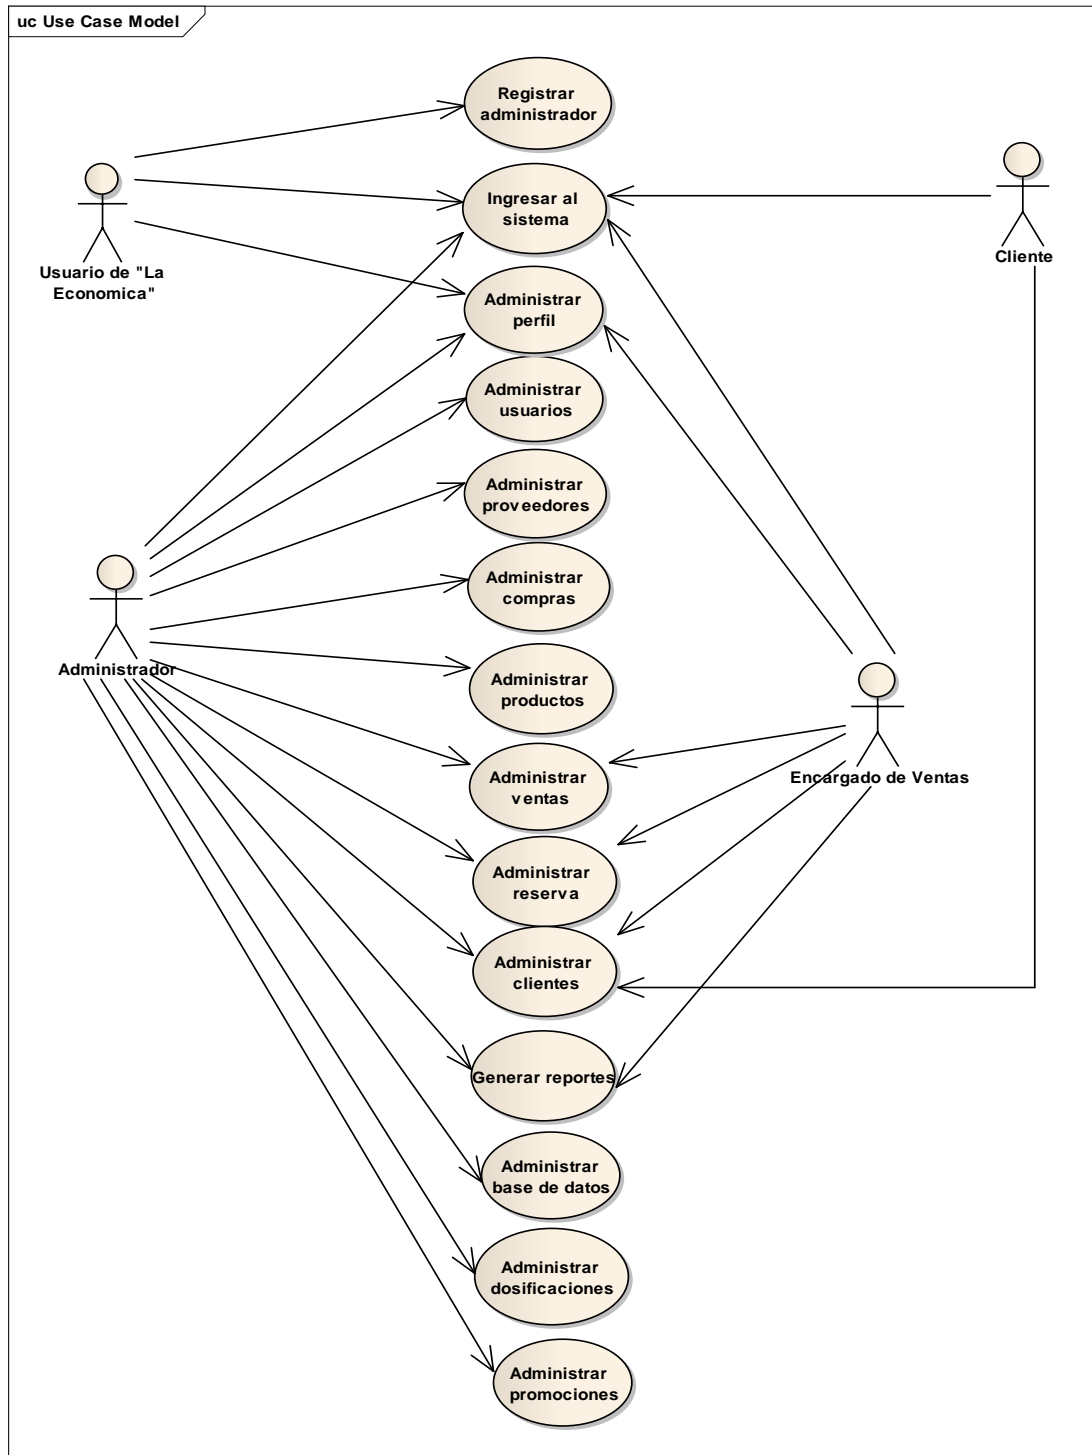 uc Use Case Model
Registrar
administrador
Ingresar al
sistema
Usuario de "La
Economica"
Cliente
Administrar
perfil
Administrar
usuarios
Administrar
proveedores
Administrar
compras
Administrador
Administrar
productos
Administrar
ventas
Encargado de Ventas
Administrar
reserva
Administrar
clientes
Generar reportes
Administrar
base de datos
Administrar
dosificaciones
Administrar
promociones